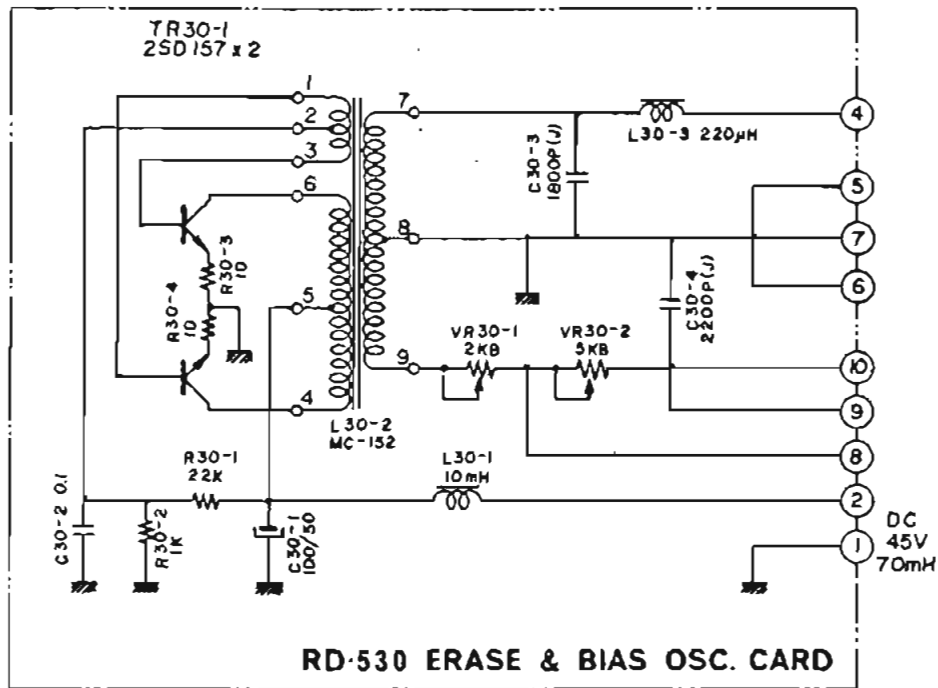 TR30-1
2SD157 x 2
1
2
3
6
5
4
7
8
9
R30-3
10
R30-4
10
L30-2
MC-152
C30-3
1800P(J)
L30-3 220μH
C30-4
2200P(J)
VR30-1
2KB
VR30-2
5KB
R30-1
22K
L30-1
10mH
C30-2 0.1
R30-2
1K
C30-1
100/50
4
5
7
6
10
9
8
2
1
DC
45V
70mH
RD-530 ERASE & BIAS OSC. CARD